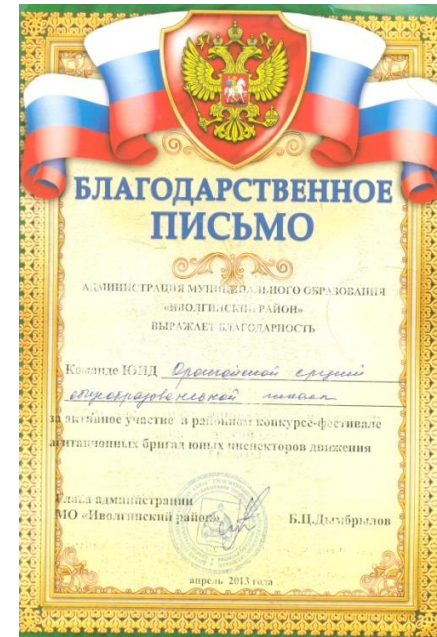 БЛАГОДАРСТВЕННОЕ
ПИСЬМО
АДМИНИСТРАЦИЯ МУНИЦИПАЛЬНОГО ОБРАЗОВАНИЯ
«ИВОЛГИНСКИЙ РАЙОН»
ВЫРАЖАЕТ БЛАГОДАРНОСТЬ
Команде ЮИД Оронгойской средней
общеобразовательной школы
за активное участие в районном конкурсе-фестивале
агитационных бригад юных инспекторов движения
Глава администрации
МО «Иволгинский район» Б.Ц.Дымбрылов
апрель 2013 года